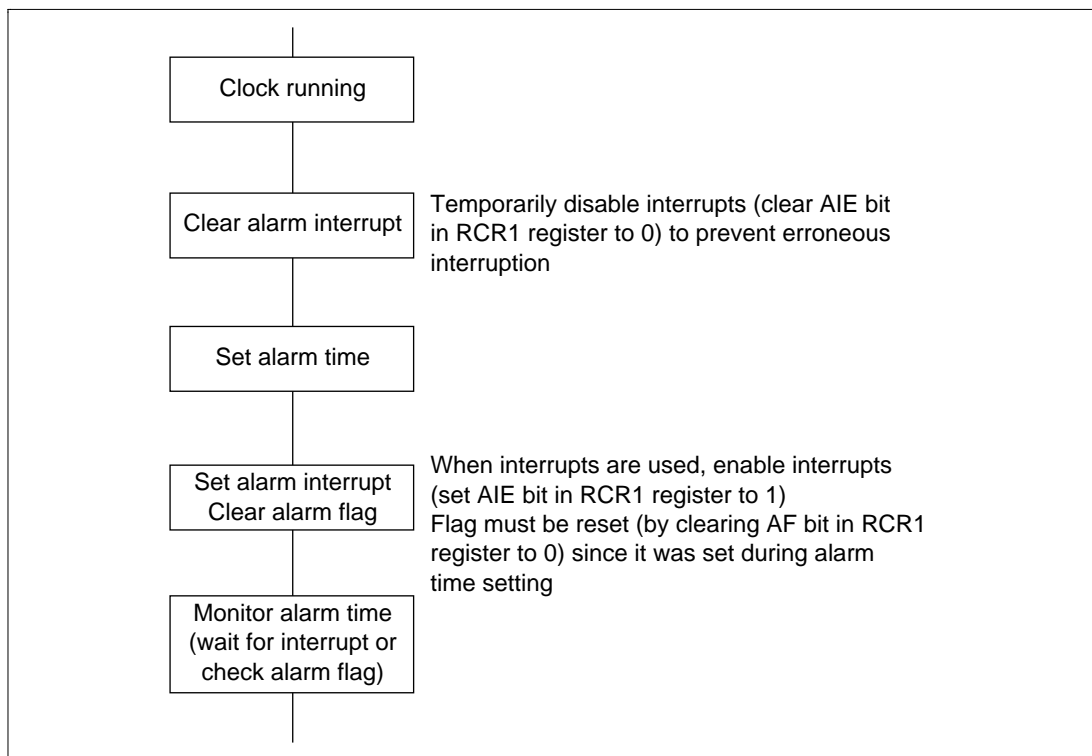 Clock running
Clear alarm interrupt
Temporarily disable interrupts (clear AIE bit
in RCR1 register to 0) to prevent erroneous
interruption
Set alarm time
Set alarm interrupt
Clear alarm flag
When interrupts are used, enable interrupts
(set AIE bit in RCR1 register to 1)
Flag must be reset (by clearing AF bit in RCR1
register to 0) since it was set during alarm
time setting
Monitor alarm time
(wait for interrupt or
check alarm flag)